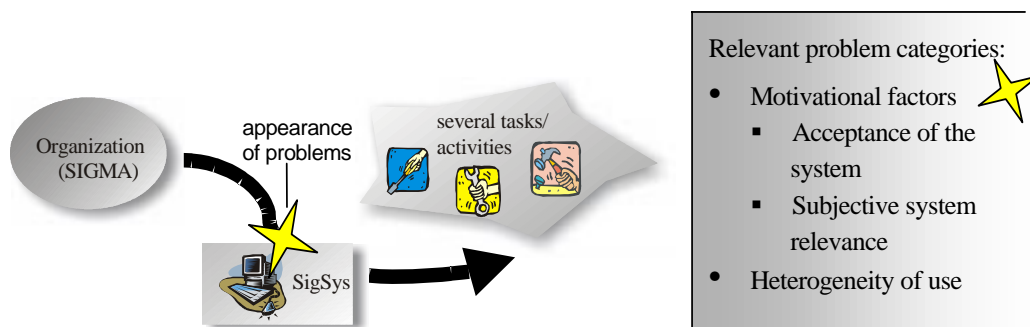 Organization
(SIGMA)
appearance
of problems
SigSys
several tasks/
activities
Relevant problem categories:
• Motivational factors
▪ Acceptance of the
system
▪ Subjective system
relevance
• Heterogeneity of use